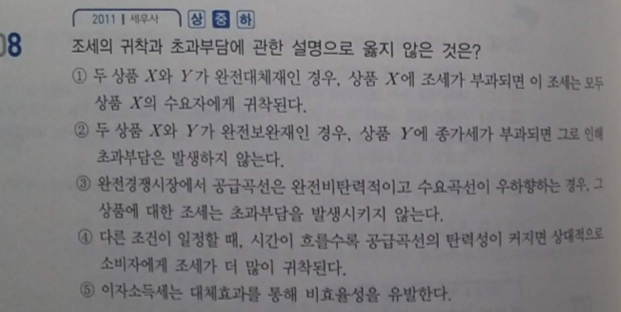 2011 | 세무사 상 중 하
08 조세의 귀착과 초과부담에 관한 설명으로 옳지 않은 것은?
① 두 상품 X와 Y가 완전대체재인 경우, 상품 X에 조세가 부과되면 이 조세는 모두
상품 X의 수요자에게 귀착된다.
② 두 상품 X와 Y가 완전보완재인 경우, 상품 Y에 종가세가 부과되면 그로 인해
초과부담은 발생하지 않는다.
③ 완전경쟁시장에서 공급곡선은 완전비탄력적이고 수요곡선이 우하향하는 경우, 그
상품에 대한 조세는 초과부담을 발생시키지 않는다.
④ 다른 조건이 일정할 때, 시간이 흐를수록 공급곡선의 탄력성이 커지면 상대적으로
소비자에게 조세가 더 많이 귀착된다.
⑤ 이자소득세는 대체효과를 통해 비효율성을 유발한다.